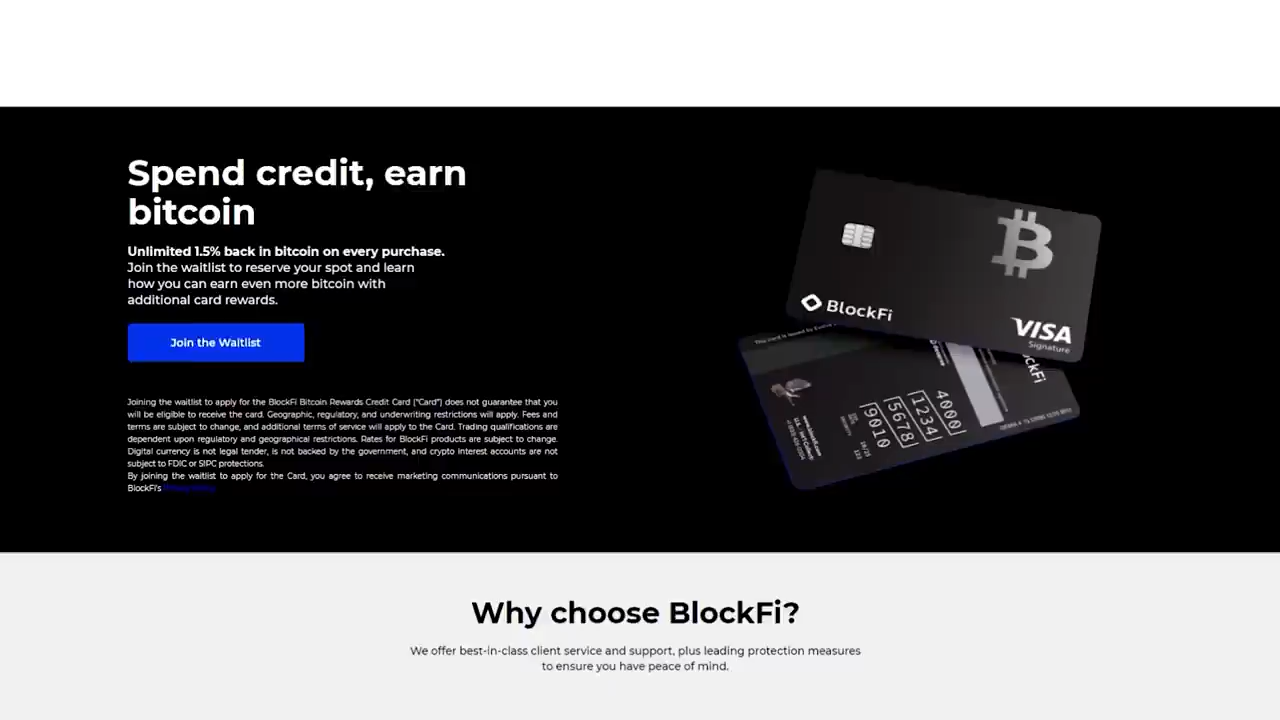 Spend credit, earn
bitcoin
Unlimited 1.5% back in bitcoin on every purchase.
Join the waitlist to reserve your spot and learn
how you can earn even more bitcoin with
additional card rewards.
Join the Waitlist
Joining the waitlist to apply for the BlockFi Bitcoin Rewards Credit Card ("Card") does not guarantee that you
will be eligible to receive the card. Geographic, regulatory, and underwriting restrictions will apply. Fees and
terms are subject to change, and additional terms of service will apply to the Card. Trading qualifications are
dependent upon regulatory and geographical restrictions. Rates for BlockFi products are subject to change.
Digital currency is not legal tender, is not backed by the government, and crypto interest accounts are not
subject to FDIC or SIPC protections.
By joining the waitlist to apply for the Card, you agree to receive marketing communications pursuant to
BlockFi's
BlockFi
VISA
Signature
This card is issued by
4000
1234
5678
9010
www.blockfi.com
Why choose BlockFi?
We offer best-in-class client service and support, plus leading protection measures
to ensure you have peace of mind.